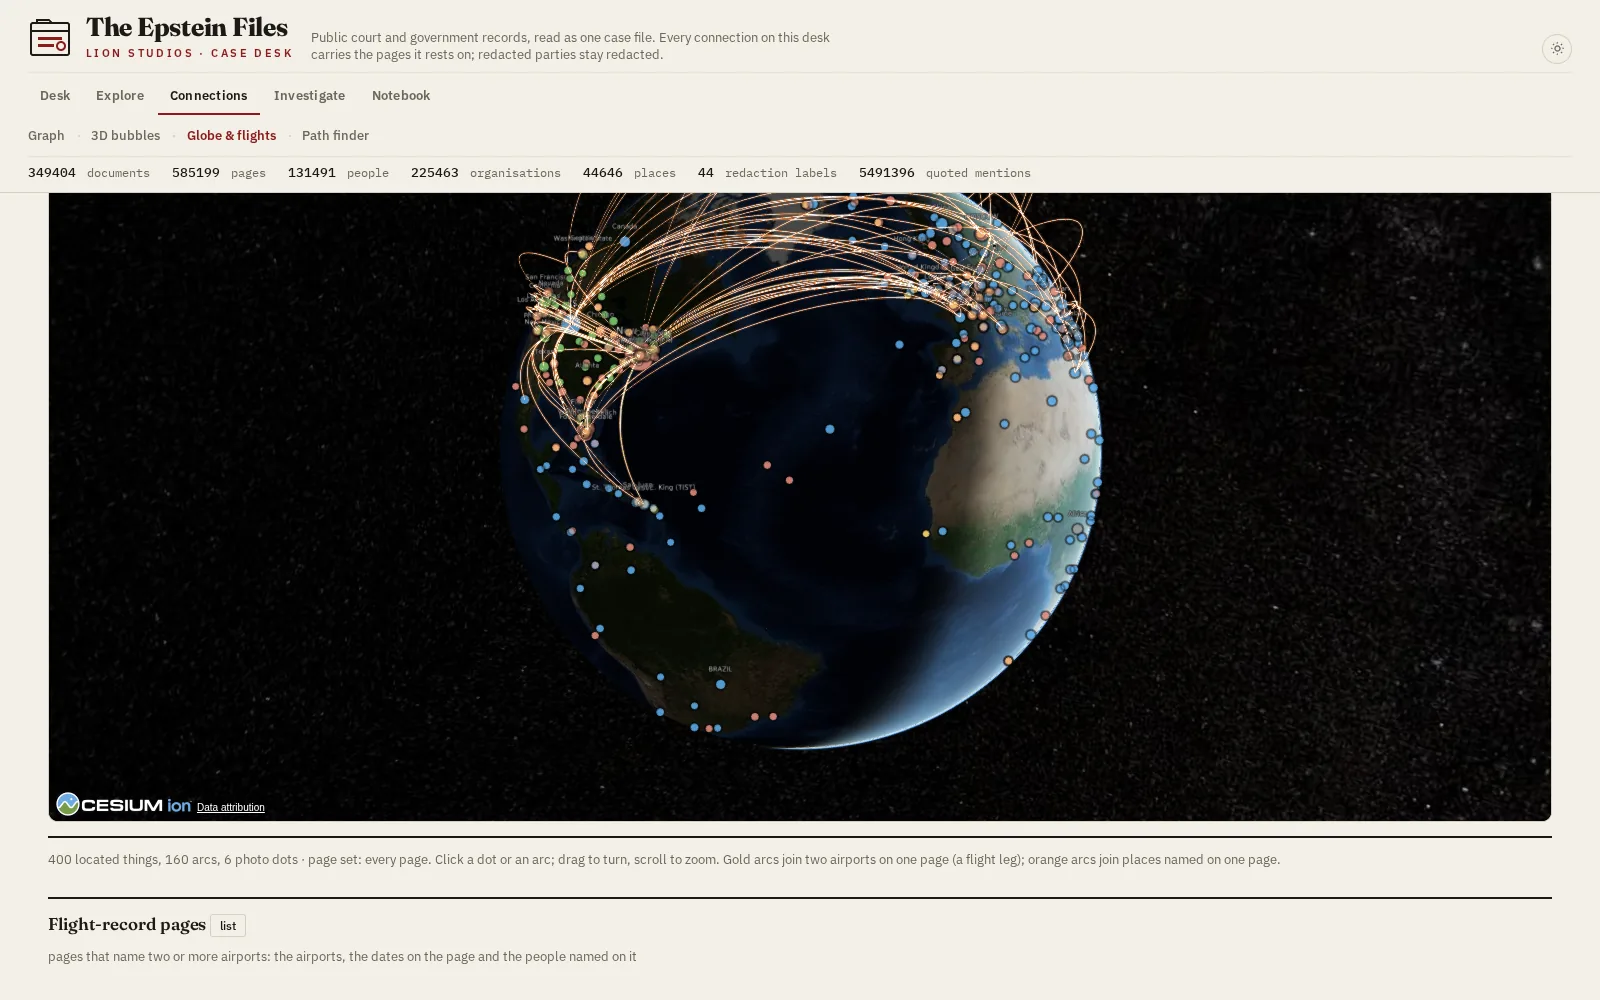 The Epstein Files
LION STUDIOS · CASE DESK
Public court and government records, read as one case file. Every connection on this desk
carries the pages it rests on; redacted parties stay redacted.
Desk Explore Connections Investigate Notebook
Graph · 3D bubbles · Globe & flights · Path finder
349404 documents 585199 pages 131491 people 225463 organisations 44646 places 44 redaction labels 5491396 quoted mentions
Canada
San Francisco
Nevada
BRAZIL
CESIUM ion Data attribution
400 located things, 160 arcs, 6 photo dots · page set: every page. Click a dot or an arc; drag to turn, scroll to zoom. Gold arcs join two airports on one page (a flight leg); orange arcs join places named on one page.
Flight-record pages list
pages that name two or more airports: the airports, the dates on the page and the people named on it